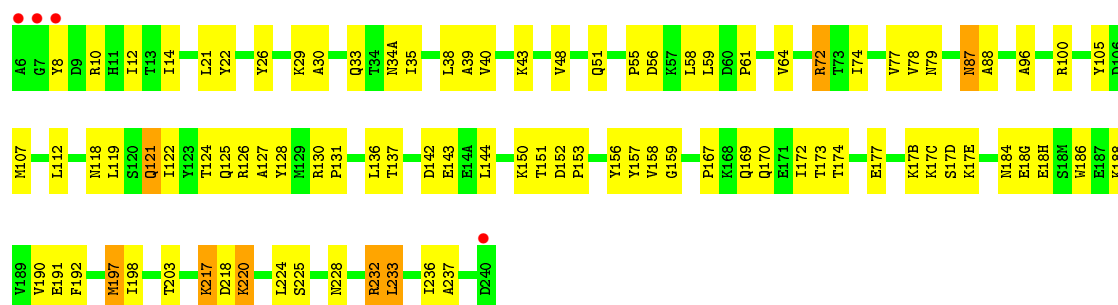 A6 G7 Y8 D9 R10 H11 I12 T13 I14 L21 Y22 Y26 K29 A30 Q33 T34 N34A I35 L38 A39 V40 K43 V48 Q51 P55 D56 K57 L58 L59 D60 P61 V64 R72 T73 I74 V77 V78 N79 N87 A88 A96 R100 Y105 D106
M107 L112 N118 L119 S120 Q121 I122 Y123 T124 Q125 R126 A127 Y128 M129 R130 P131 L136 T137 D142 E143 E14A L144 K150 T151 D152 P153 Y156 Y157 V158 G159 P167 K168 Q169 Q170 E171 I172 T173 T174 E177 K17B K17C S17D K17E N184 E18G E18H S18M W186 E187 K188
V189 V190 E191 F192 M197 I198 T203 K217 D218 K220 L224 S225 N228 R232 L233 I236 A237 D240